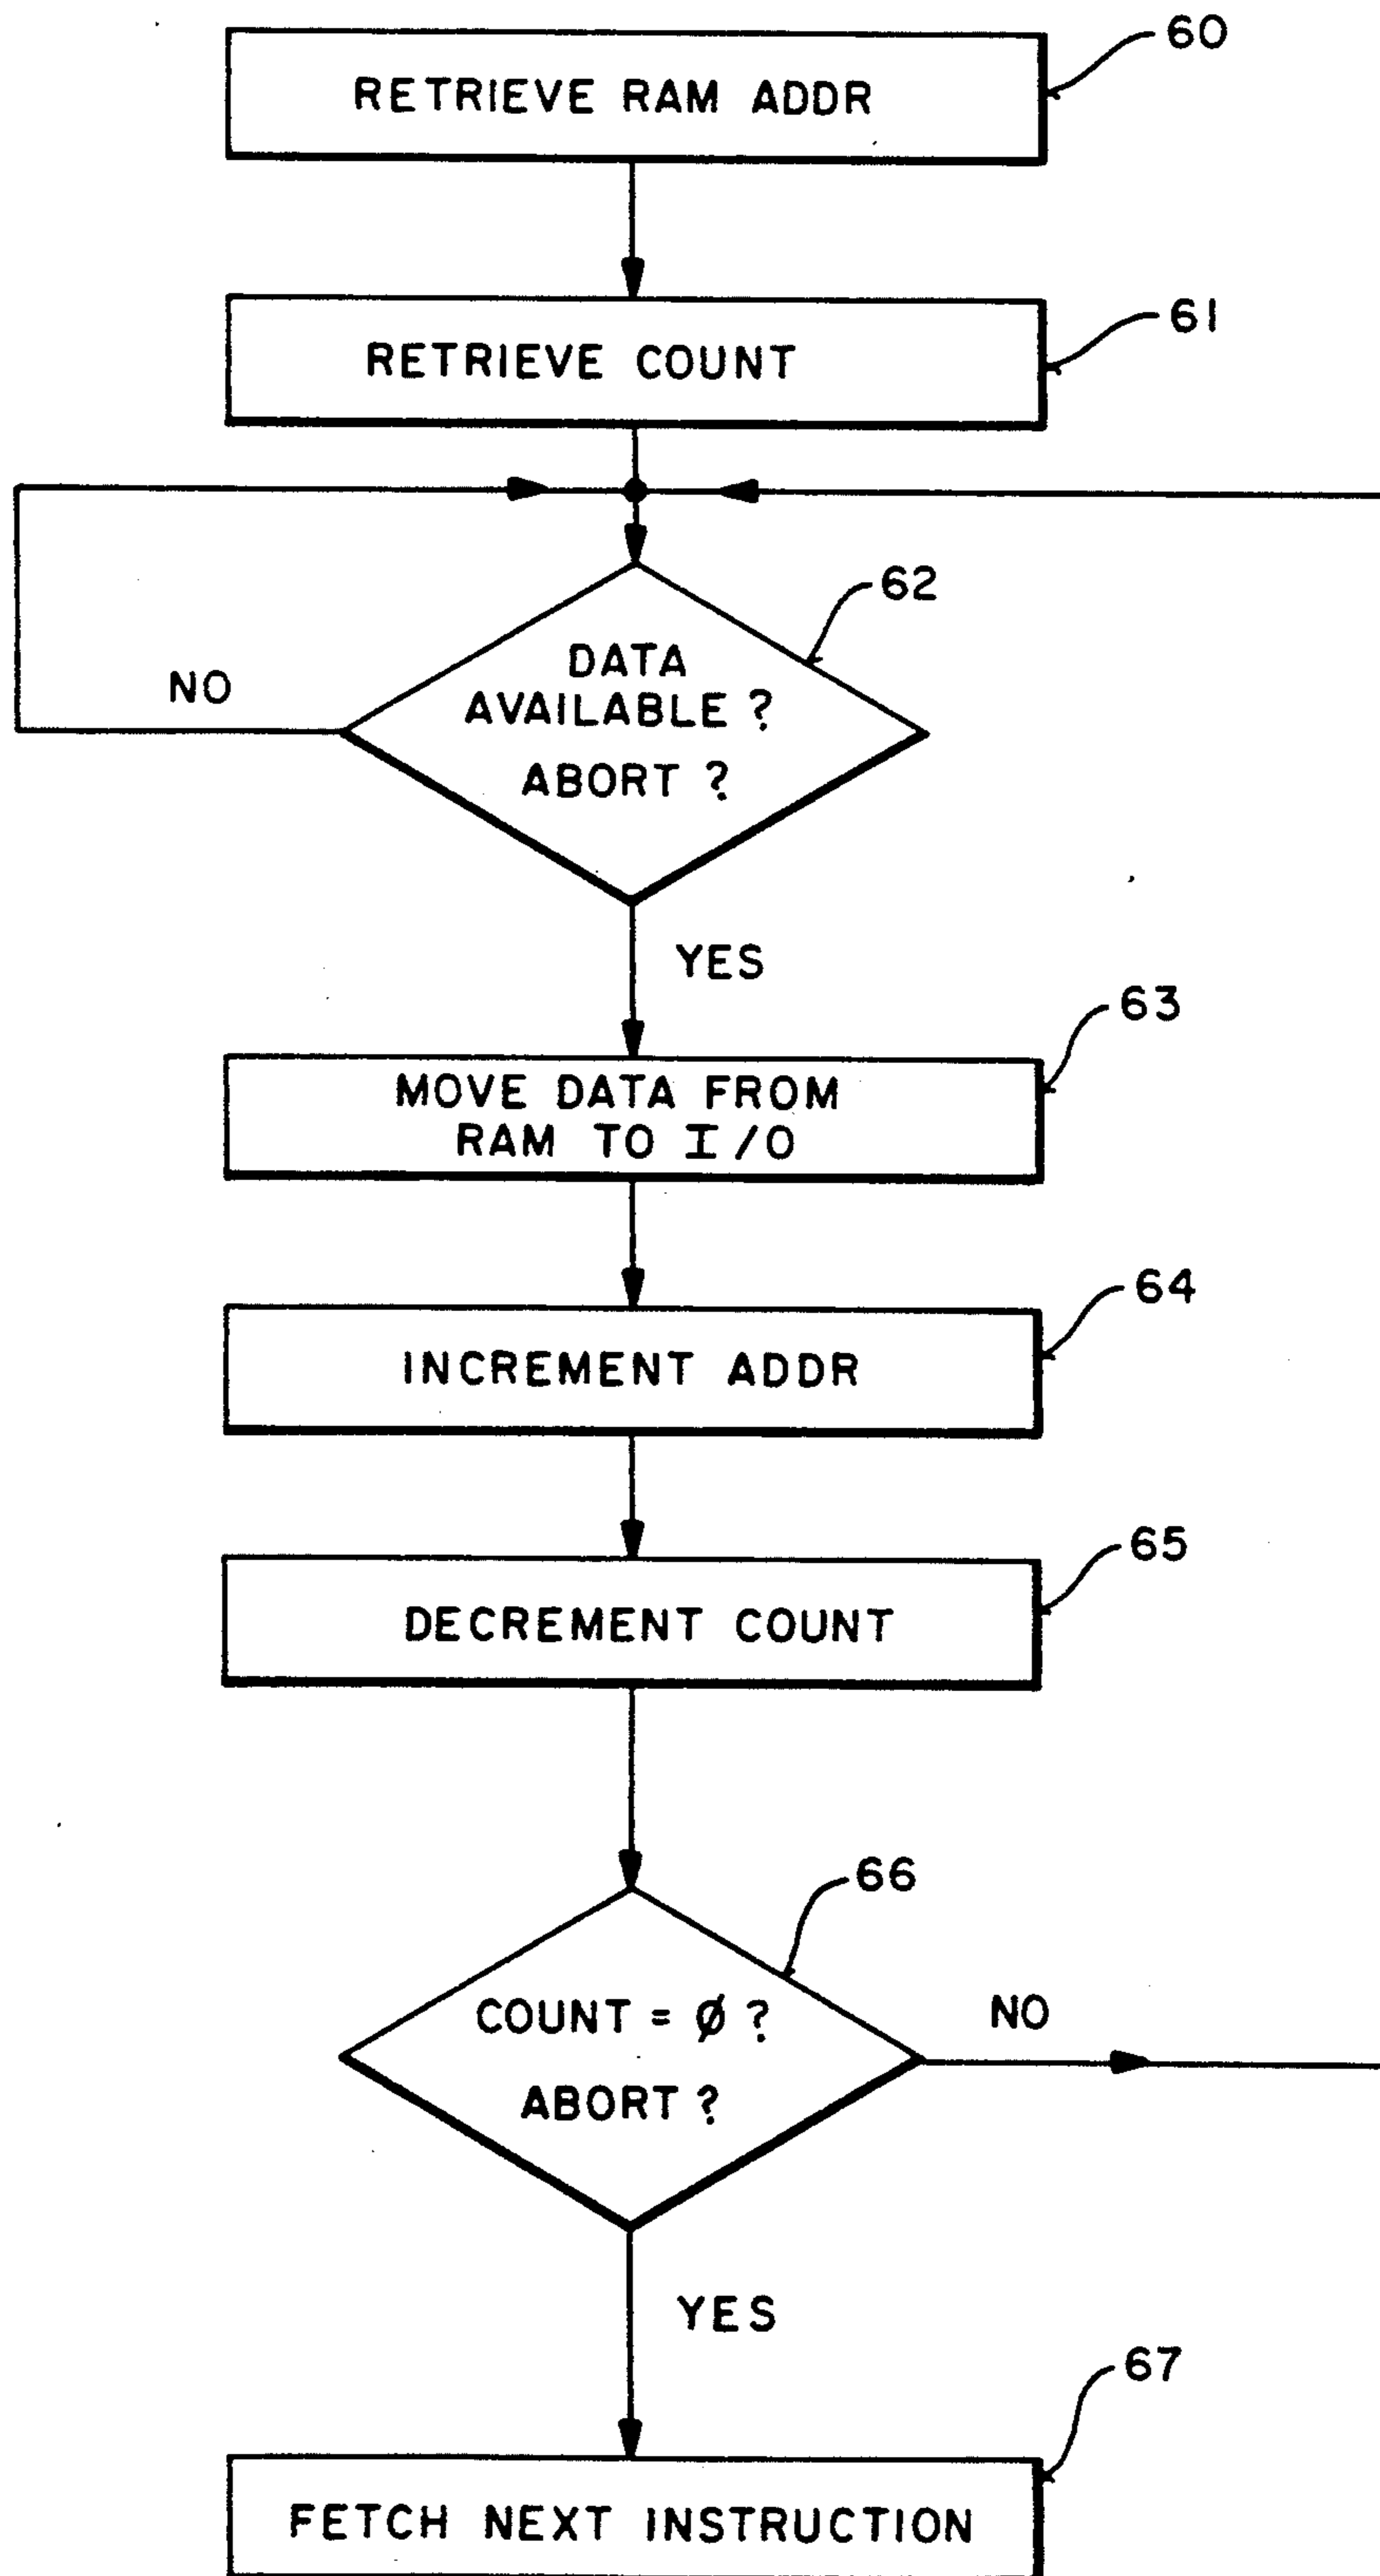 60
RETRIEVE RAM ADDR
61
RETRIEVE COUNT
62
DATA
AVAILABLE ?
ABORT ?
NO
YES
63
MOVE DATA FROM
RAM TO I/O
64
INCREMENT ADDR
65
DECREMENT COUNT
66
COUNT = Ø ?
ABORT ?
NO
YES
67
FETCH NEXT INSTRUCTION